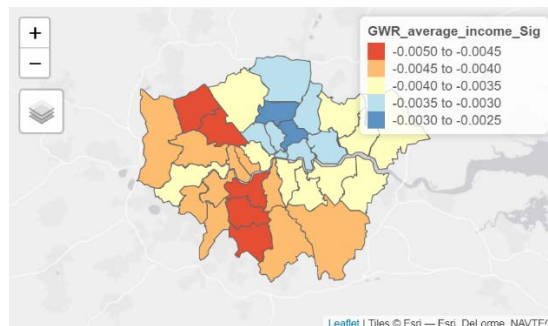 +
−
GWR_average_income_Sig
-0.0050 to -0.0045
-0.0045 to -0.0040
-0.0040 to -0.0035
-0.0035 to -0.0030
-0.0030 to -0.0025
Leaflet | Tiles © Esri — Esri, DeLorme, NAVTEQ